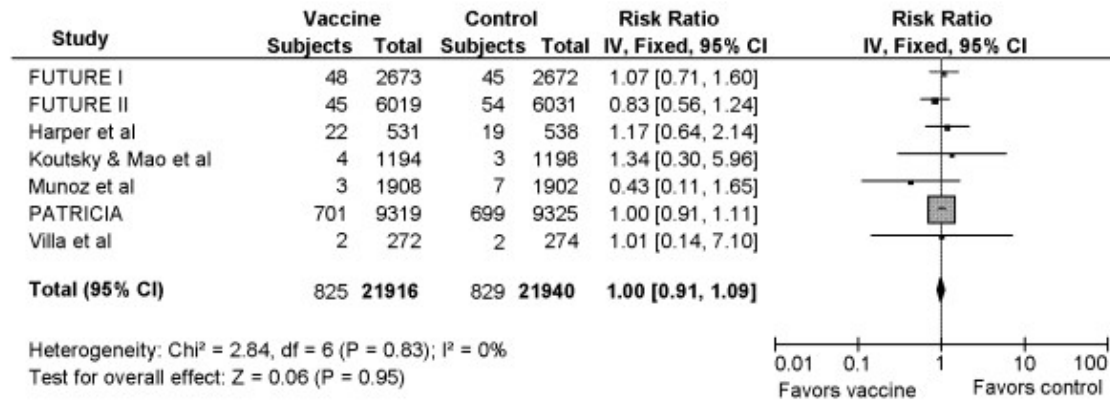 Vaccine Control Risk Ratio Risk Ratio
Study Subjects Total Subjects Total IV, Fixed, 95% CI IV, Fixed, 95% CI
FUTURE I 48 2673 45 2672 1.07 [0.71, 1.60]
FUTURE II 45 6019 54 6031 0.83 [0.56, 1.24]
Harper et al 22 531 19 538 1.17 [0.64, 2.14]
Koutsky & Mao et al 4 1194 3 1198 1.34 [0.30, 5.96]
Munoz et al 3 1908 7 1902 0.43 [0.11, 1.65]
PATRICIA 701 9319 699 9325 1.00 [0.91, 1.11]
Villa et al 2 272 2 274 1.01 [0.14, 7.10]
Total (95% CI) 825 21916 829 21940 1.00 [0.91, 1.09]
Heterogeneity: Chi² = 2.84, df = 6 (P = 0.83); I² = 0%
Test for overall effect: Z = 0.06 (P = 0.95)
0.01 0.1 1 10 100
Favors vaccine Favors control